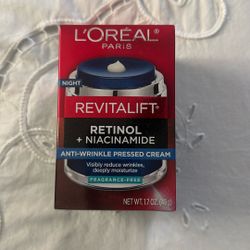 L'ORÉAL
PARIS
NIGHT
REVITALIFT®
RETINOL
+ NIACINAMIDE
ANTI-WRINKLE PRESSED CREAM
Visibly reduce wrinkles,
deeply moisturize
FRAGRANCE-FREE
NET WT. 1.7 OZ. (48 g)